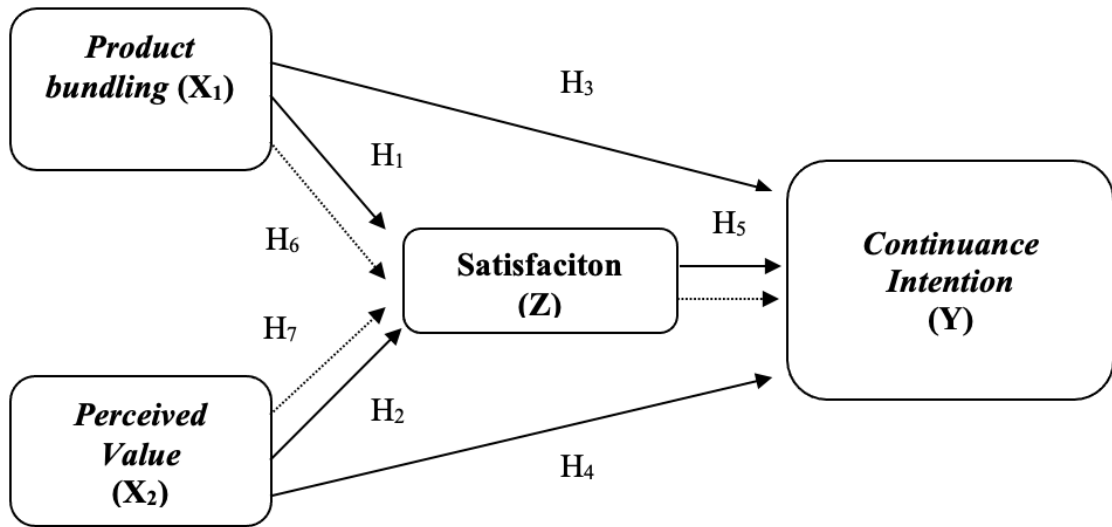 Product
bundling (X₁)
H₃
H₁
H₆
H₅
Satisfaciton
(Z)
Continuance
Intention
(Y)
H₇
H₂
Perceived
Value
(X₂)
H₄